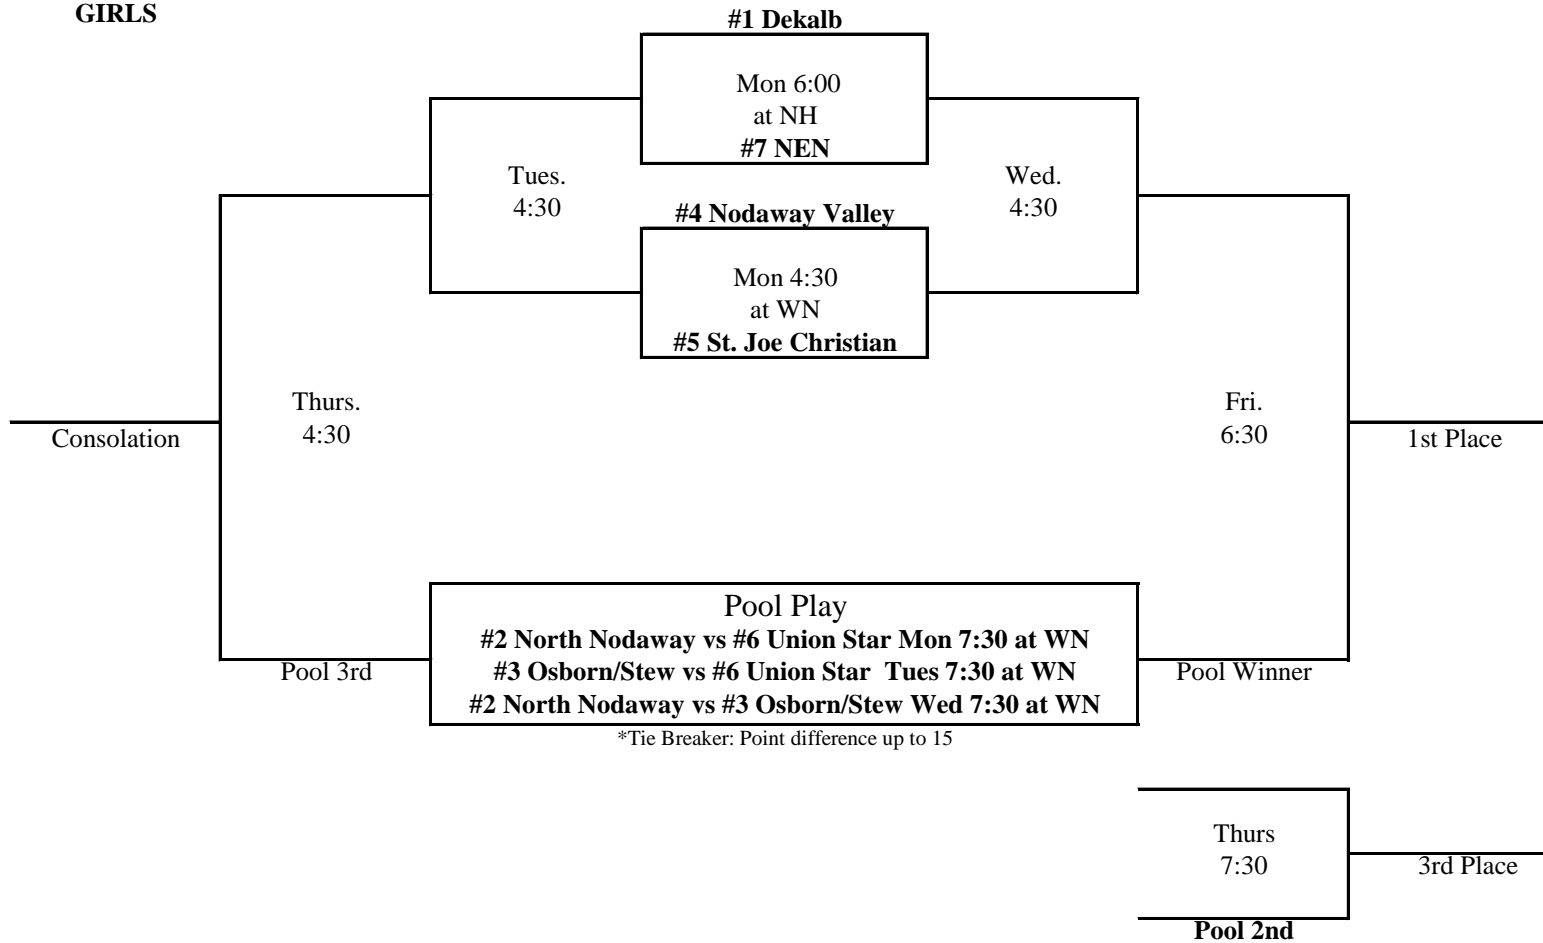 GIRLS
#1 Dekalb
Mon 6:00
at NH
#7 NEN
Tues.
4:30
Wed.
4:30
#4 Nodaway Valley
Mon 4:30
at WN
#5 St. Joe Christian
Thurs.
4:30
Fri.
6:30
Consolation
1st Place
Pool Play
#2 North Nodaway vs #6 Union Star Mon 7:30 at WN
#3 Osborn/Stew vs #6 Union Star  Tues 7:30 at WN
#2 North Nodaway vs #3 Osborn/Stew Wed 7:30 at WN
Pool 3rd
Pool Winner
*Tie Breaker: Point difference up to 15
Thurs
7:30
3rd Place
Pool 2nd